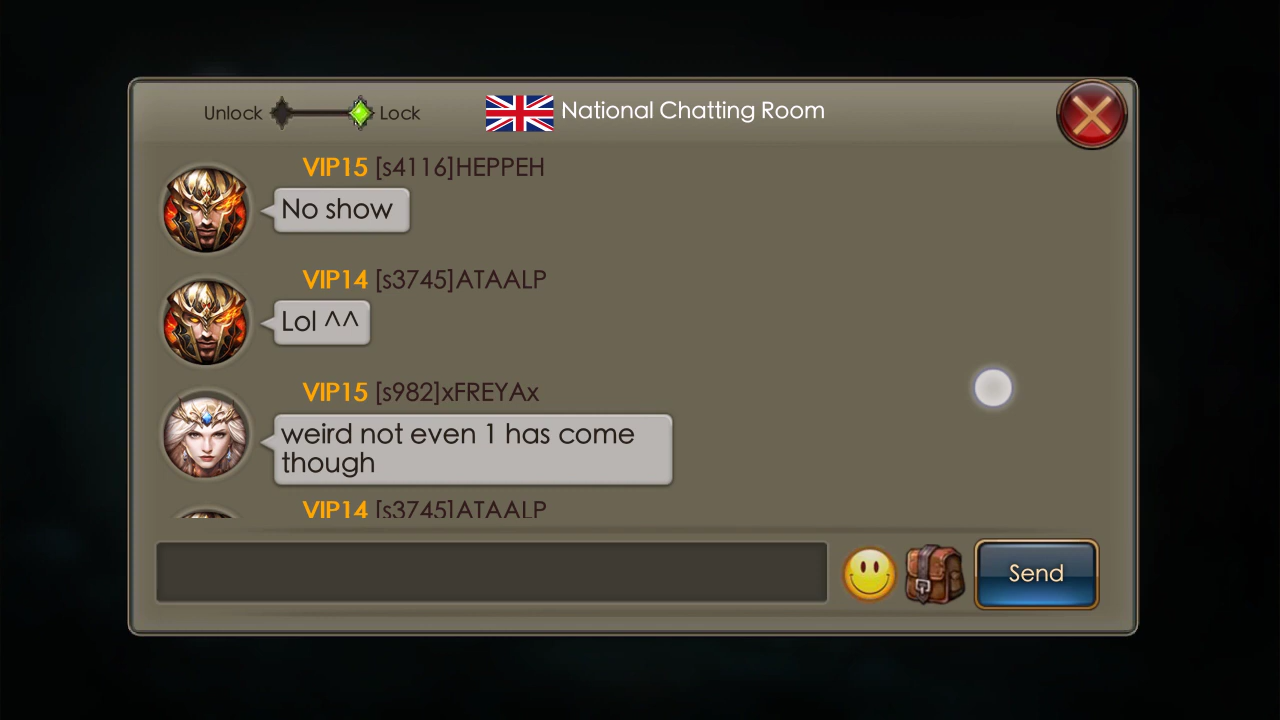 Unlock Lock National Chatting Room
VIP15 [s4116]HEPPEH
No show
VIP14 [s3745]ATAALP
Lol ^^
VIP15 [s982]xFREYAx
weird not even 1 has come
though
VIP14 [s3745]ATAALP
Send